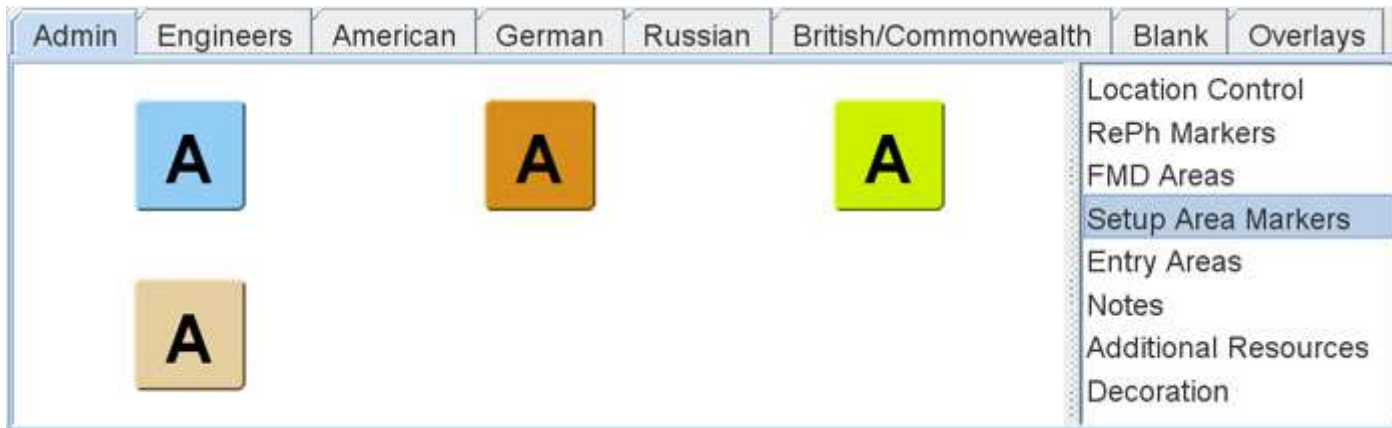 Admin Engineers American German Russian British/Commonwealth Blank Overlays
A A A
A
Location Control
RePh Markers
FMD Areas
Setup Area Markers
Entry Areas
Notes
Additional Resources
Decoration